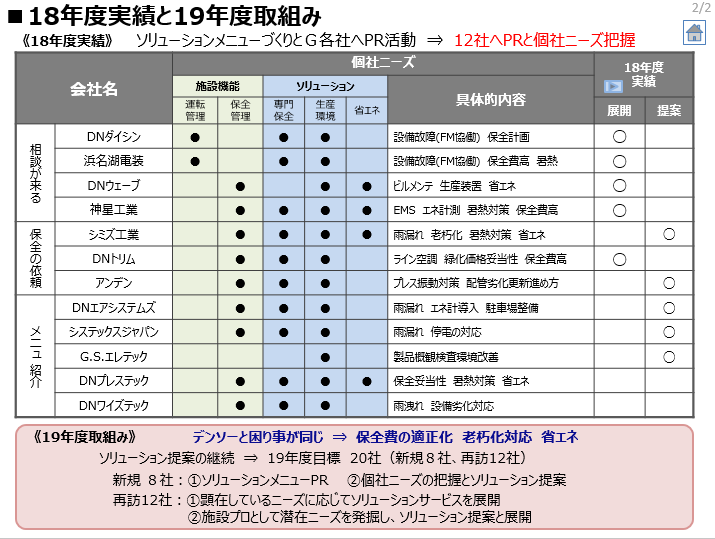 2/2
■18年度実績と19年度取組み
《18年度実績》 ソリューションメニューづくりとG各社へPR活動 ⇒ 12社へPRと個社ニーズ把握
会社名 個社ニーズ 18年度実績
施設機能 ソリューション 具体的内容
運転管理 保全管理 専門保全 生産環境 省エネ 展開 提案
相談が来る
DNダイシン ● ● ● 設備故障(FM協働) 保全計画 ○
浜名湖電装 ● ● ● 設備故障(FM協働) 保全費高 暑熱 ○
DNウェーブ ● ● ● ビルメンテ 生産装置 省エネ ○
神星工業 ● ● ● ● EMS エネ計測 暑熱対策 保全費高 ○
保全の依頼
シミズ工業 ● ● ● ● 雨漏れ 老朽化 暑熱対策 省エネ ○
DNトリム ● ● ● ライン空調 緑化価格妥当性 保全費高 ○
アンデン ● ● ● プレス振動対策 配管劣化更新進め方 ○
メニュ紹介
DNエアシステムズ ● ● ● 雨漏れ エネ計導入 駐車場整備 ○
システックスジャパン ● ● ● 雨漏れ 停電の対応 ○
G.S.エレテック ● 製品概観検査環境改善 ○
DNプレステック ● ● ● ● 保全妥当性 暑熱対策 省エネ
DNワイズテック ● ● ● 雨洩れ 設備劣化対応
《19年度取組み》 デンソーと困り事が同じ ⇒ 保全費の適正化 老朽化対応 省エネ
ソリューション提案の継続 ⇒ 19年度目標 20社（新規８社、再訪12社）
新規 ８社：①ソリューションメニューPR ②個社ニーズの把握とソリューション提案
再訪12社：①顕在しているニーズに応じてソリューションサービスを展開
②施設プロとして潜在ニーズを発掘し、ソリューション提案と展開